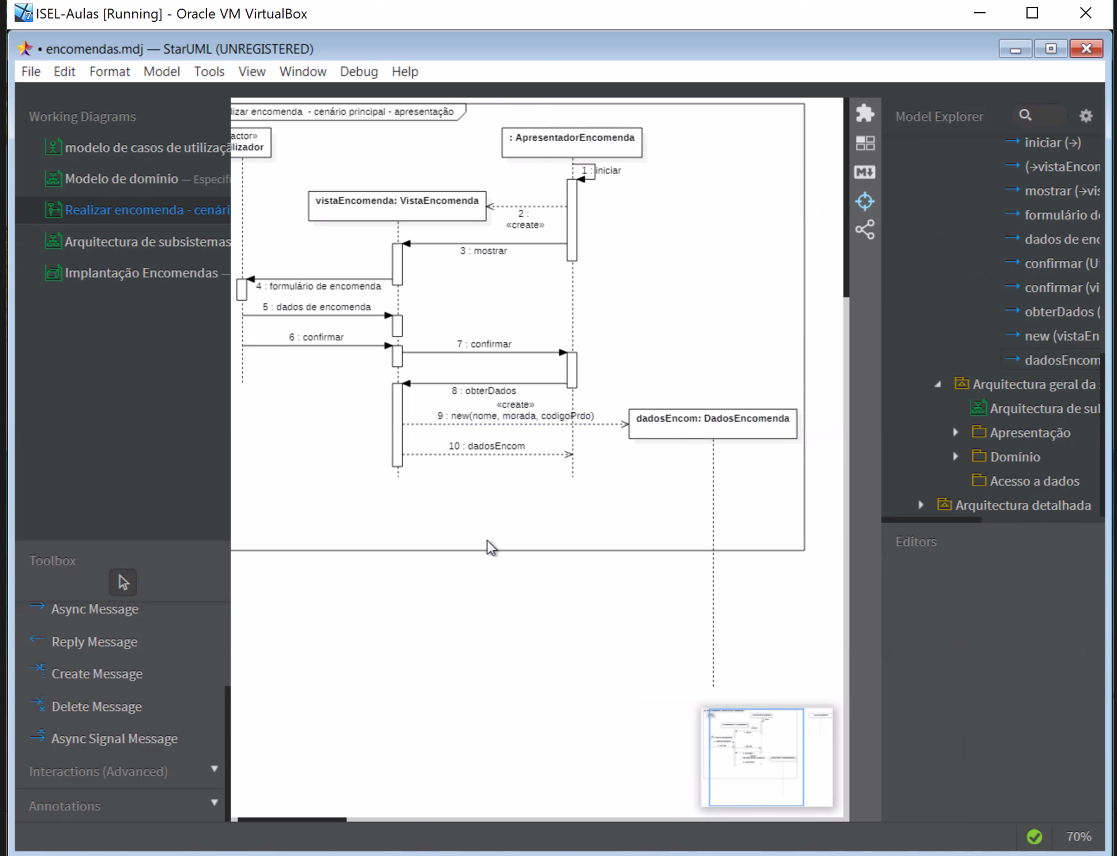 ISEL-Aulas [Running] - Oracle VM VirtualBox
• encomendas.mdj — StarUML (UNREGISTERED)
File Edit Format Model Tools View Window Debug Help
Working Diagrams
modelo de casos de utilizaçã
Modelo de domínio — Especifi
Realizar encomenda - cenári
Arquitectura de subsistemas
Implantação Encomendas —
Toolbox
Async Message
Reply Message
Create Message
Delete Message
Async Signal Message
Interactions (Advanced)
Annotations
lizar encomenda - cenário principal - apresentação
actor»
lizador
: ApresentadorEncomenda
1 : iniciar
vistaEncomenda: VistaEncomenda
2 :
«create»
3 : mostrar
4 : formulário de encomenda
5 : dados de encomenda
6 : confirmar
7 : confirmar
8 : obterDados
«create»
9 : new(nome, morada, codigoPrdo)
dadosEncom: DadosEncomenda
10 : dadosEncom
Model Explorer
iniciar (→)
(→vistaEncom
mostrar (→vis
formulário de
dados de enc
confirmar (U
confirmar (vi
obterDados (
new (vistaEn
dadosEncom
Arquitectura geral da
Arquitectura de sul
Apresentação
Domínio
Acesso a dados
Arquitectura detalhada
Editors
70%